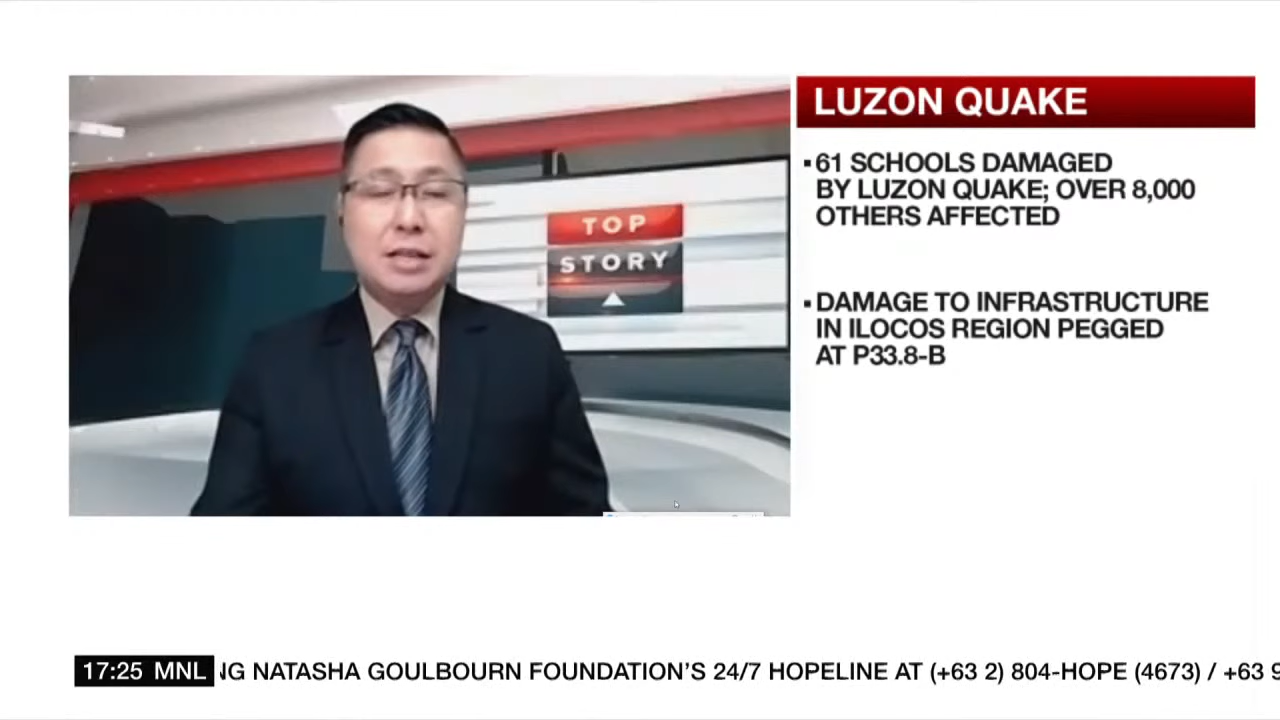 TOP
STORY
LUZON QUAKE
▪61 SCHOOLS DAMAGED
BY LUZON QUAKE; OVER 8,000
OTHERS AFFECTED
▪DAMAGE TO INFRASTRUCTURE
IN ILOCOS REGION PEGGED
AT P33.8-B
17:25 MNL NATASHA GOULBOURN FOUNDATION'S 24/7 HOPELINE AT (+63 2) 804-HOPE (4673) / +63